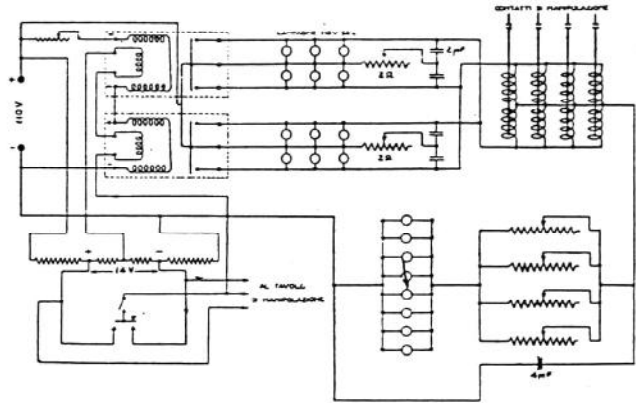 CONTATTI DI MANIPOLAZIONE
2 µF
2 Ω
+
110 V
-
2 Ω
+ -
14 V
AL TAVOLO
DI MANIPOLAZIONE
4 µF